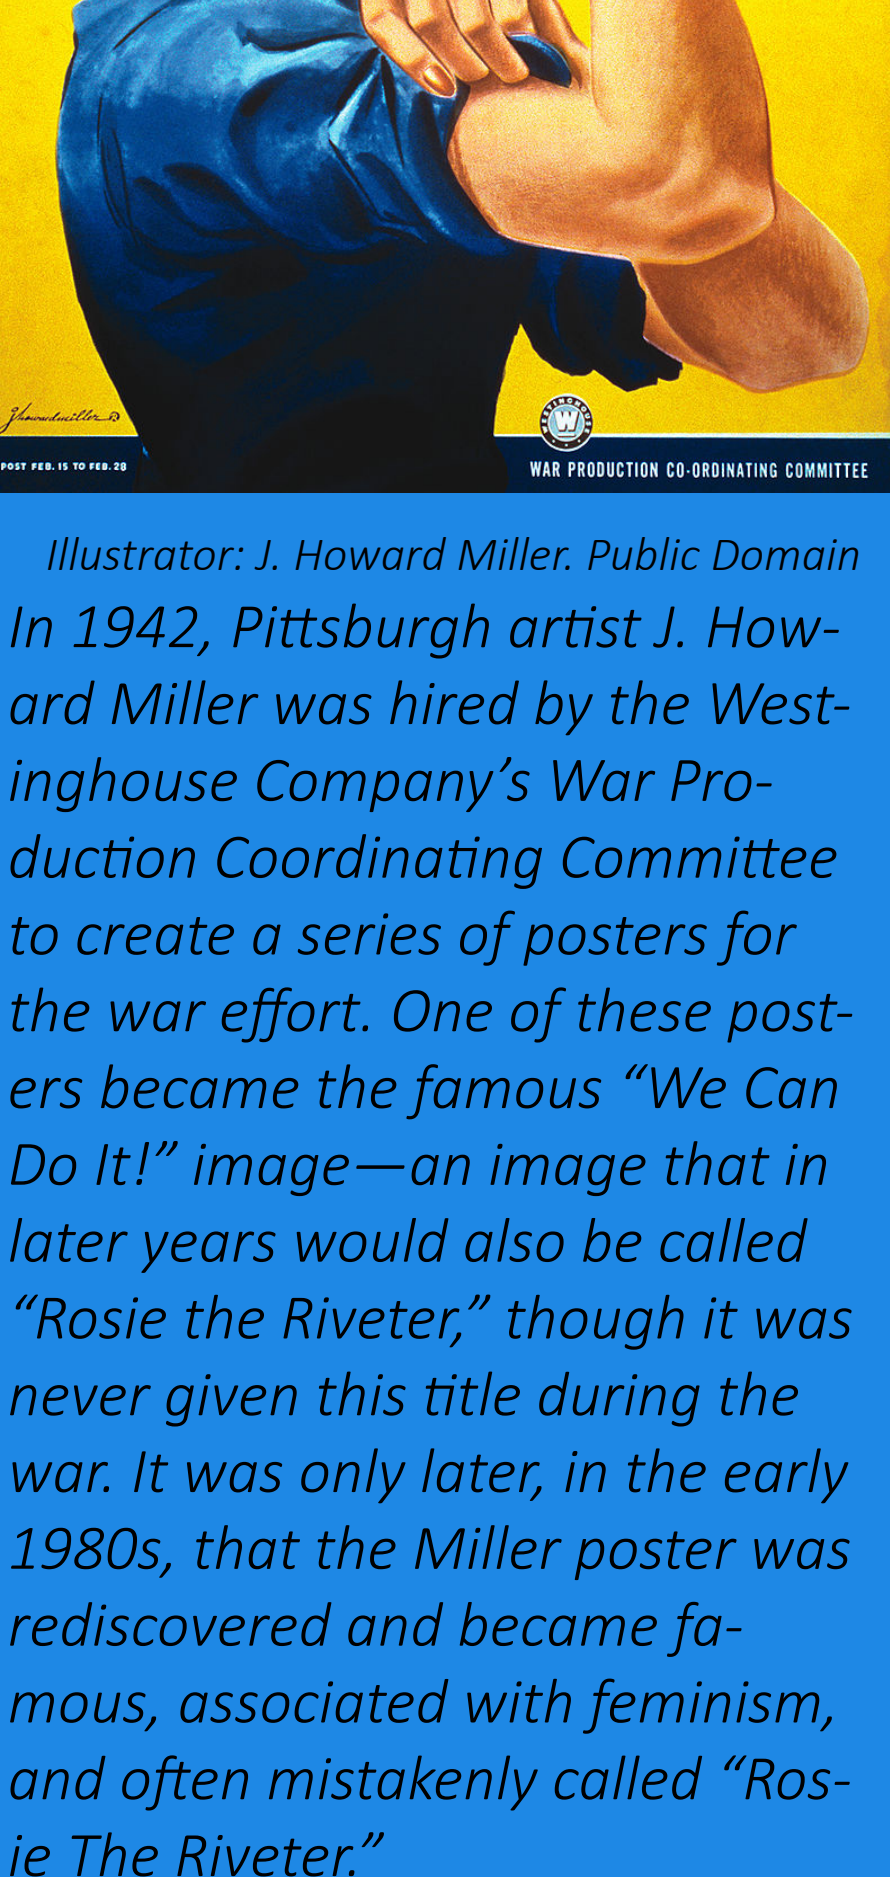 J Howard Miller
WESTINGHOUSE
W
POST FEB. 15 TO FEB. 28
WAR PRODUCTION CO-ORDINATING COMMITTEE
Illustrator: J. Howard Miller. Public Domain
In 1942, Pittsburgh artist J. How-
ard Miller was hired by the West-
inghouse Company’s War Pro-
duction Coordinating Committee
to create a series of posters for
the war effort. One of these post-
ers became the famous “We Can
Do It!” image—an image that in
later years would also be called
“Rosie the Riveter,” though it was
never given this title during the
war. It was only later, in the early
1980s, that the Miller poster was
rediscovered and became fa-
mous, associated with feminism,
and often mistakenly called “Ros-
ie The Riveter.”